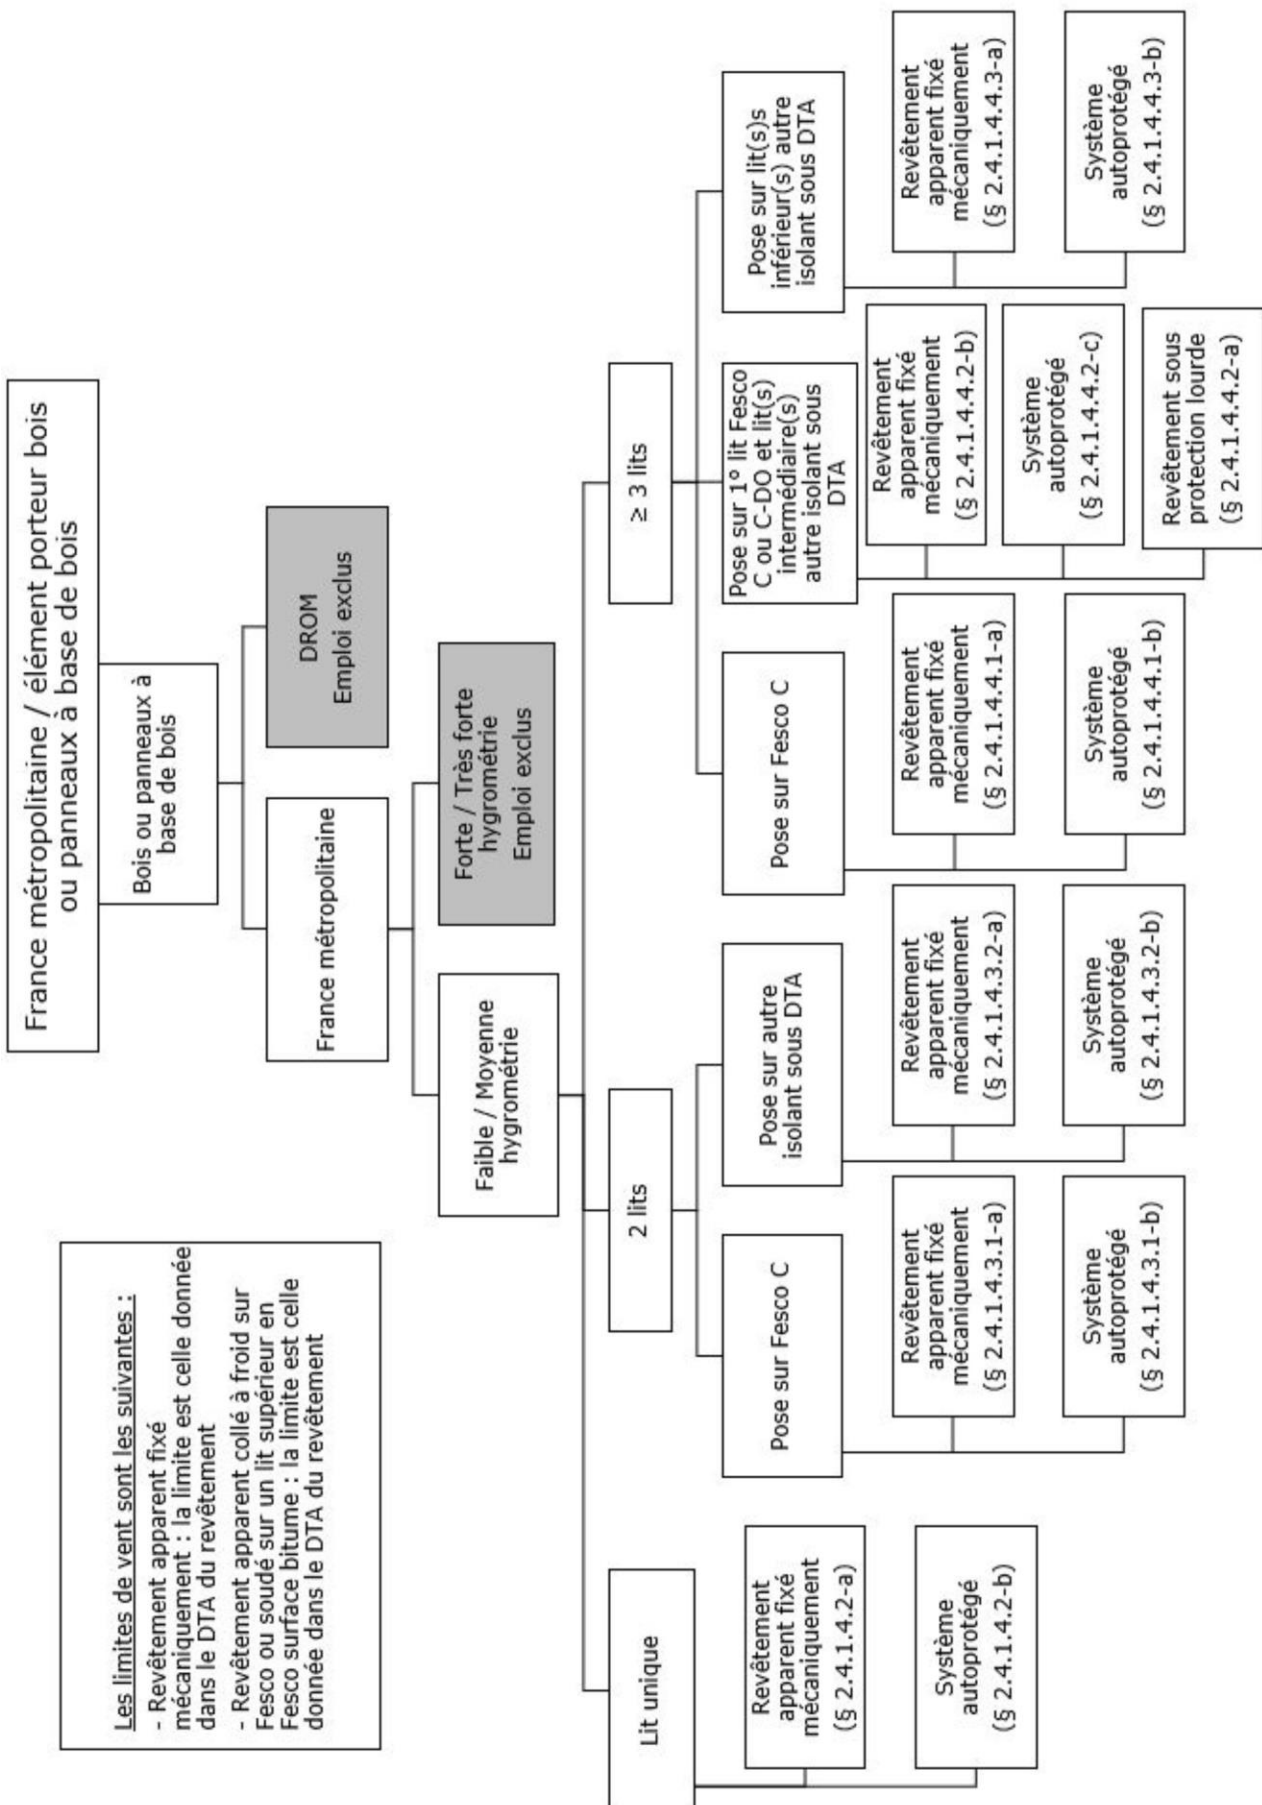 France métropolitaine / élément porteur bois
ou panneaux à base de bois
Les limites de vent sont les suivantes :
- Revêtement apparent fixé
mécaniquement : la limite est celle donnée
dans le DTA du revêtement
- Revêtement apparent collé à froid sur
Fesco ou soudé sur un lit supérieur en
Fesco surface bitume : la limite est celle
donnée dans le DTA du revêtement
Bois ou panneaux à
base de bois
France métropolitaine
DROM
Emploi exclus
Faible / Moyenne
hygrométrie
Forte / Très forte
hygrométrie
Emploi exclus
Lit unique
2 lits
≥ 3 lits
Revêtement
apparent fixé
mécaniquement
(§ 2.4.1.4.2-a)
Système
autoprotégé
(§ 2.4.1.4.2-b)
Pose sur Fesco C
Revêtement
apparent fixé
mécaniquement
(§ 2.4.1.4.3.1-a)
Système
autoprotégé
(§ 2.4.1.4.3.1-b)
Pose sur autre
isolant sous DTA
Revêtement
apparent fixé
mécaniquement
(§ 2.4.1.4.3.2-a)
Système
autoprotégé
(§ 2.4.1.4.3.2-b)
Pose sur Fesco C
Revêtement
apparent fixé
mécaniquement
(§ 2.4.1.4.4.1-a)
Système
autoprotégé
(§ 2.4.1.4.4.1-b)
Pose sur 1° lit Fesco
C ou C-DO et lit(s)
intermédiaire(s)
autre isolant sous
DTA
Revêtement
apparent fixé
mécaniquement
(§ 2.4.1.4.4.2-b)
Système
autoprotégé
(§ 2.4.1.4.4.2-c)
Revêtement sous
protection lourde
(§ 2.4.1.4.4.2-a)
Pose sur lit(s)s
inférieur(s) autre
isolant sous DTA
Revêtement
apparent fixé
mécaniquement
(§ 2.4.1.4.4.3-a)
Système
autoprotégé
(§ 2.4.1.4.4.3-b)